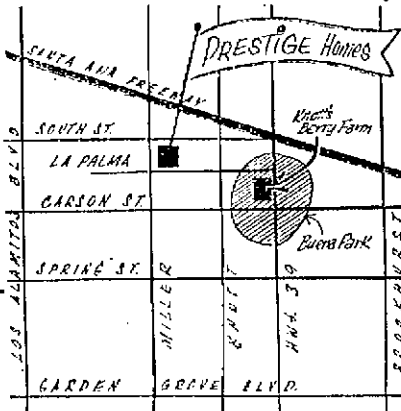 PRESTIGE Homes
SANTA ANA FREEWAY
SOUTH ST.
Knott's
Berry Farm
LA PALMA
CARSON ST.
Buena Park
SPRING ST.
LOS ALAMITOS BLVD
MILLER
KNOTT
HWY. 39
BROOKHURST
GARDEN GROVE BLVD.